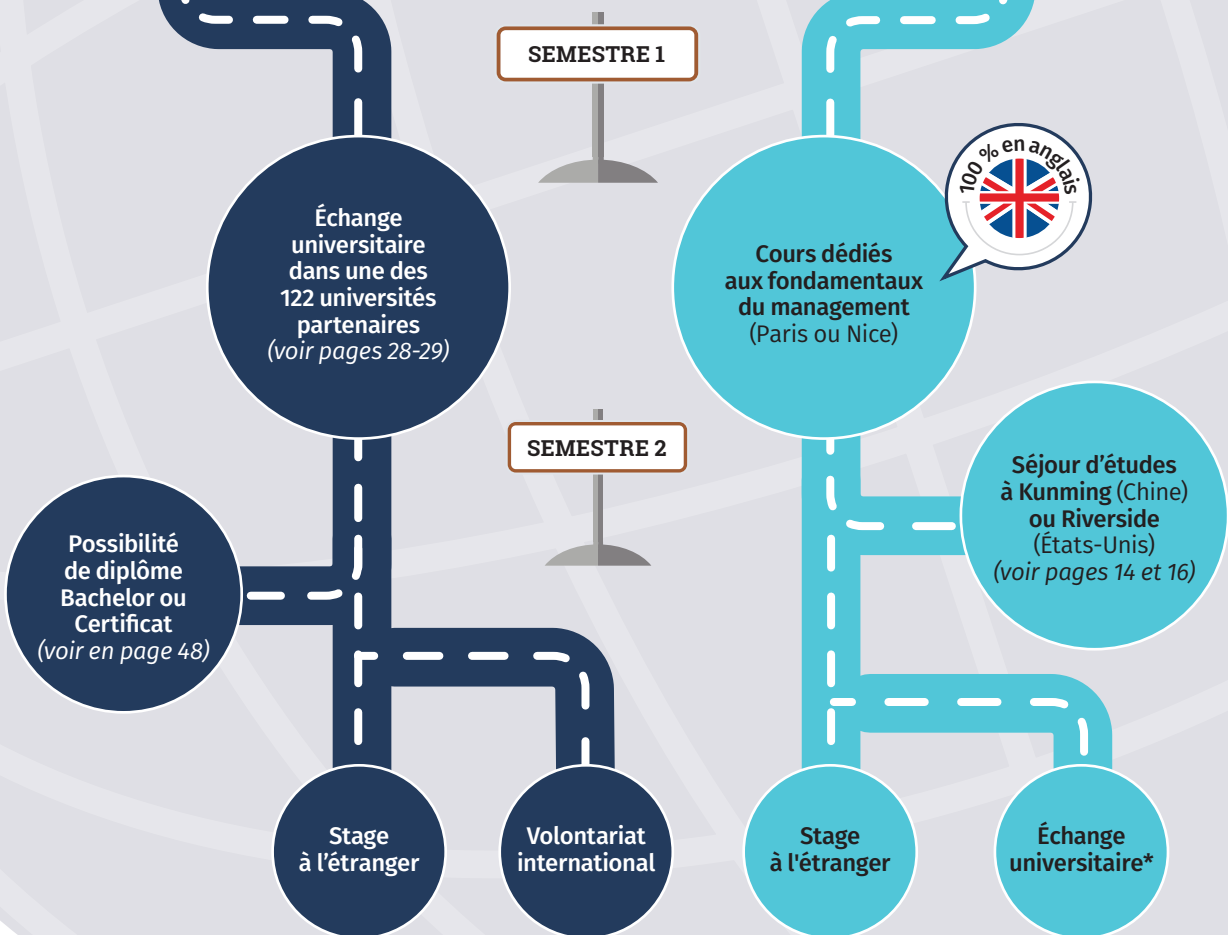 SEMESTRE 1
Échange
universitaire
dans une des
122 universités
partenaires
(voir pages 28-29)
100 % en anglais
Cours dédiés
aux fondamentaux
du management
(Paris ou Nice)
SEMESTRE 2
Possibilité
de diplôme
Bachelor ou
Certificat
(voir en page 48)
Séjour d’études
à Kunming (Chine)
ou Riverside
(États-Unis)
(voir pages 14 et 16)
Stage
à l’étranger
Volontariat
international
Stage
à l'étranger
Échange
universitaire*